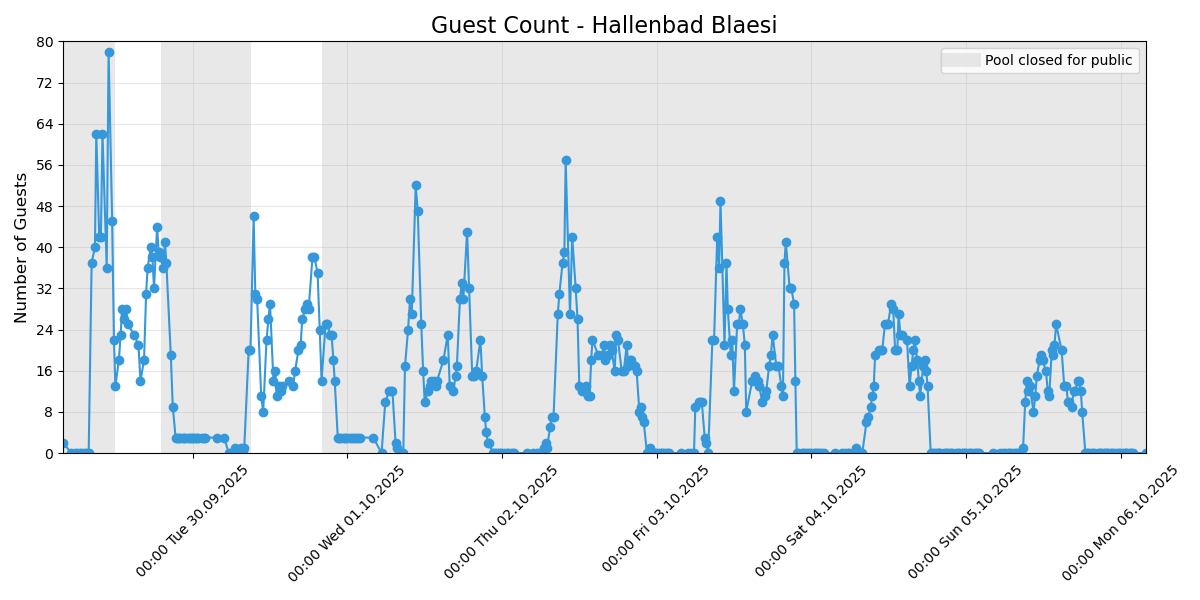 Guest Count - Hallenbad Blaesi
Pool closed for public
Number of Guests
80
72
64
56
48
40
32
24
16
8
0
00:00 Tue 30.09.2025
00:00 Wed 01.10.2025
00:00 Thu 02.10.2025
00:00 Fri 03.10.2025
00:00 Sat 04.10.2025
00:00 Sun 05.10.2025
00:00 Mon 06.10.2025